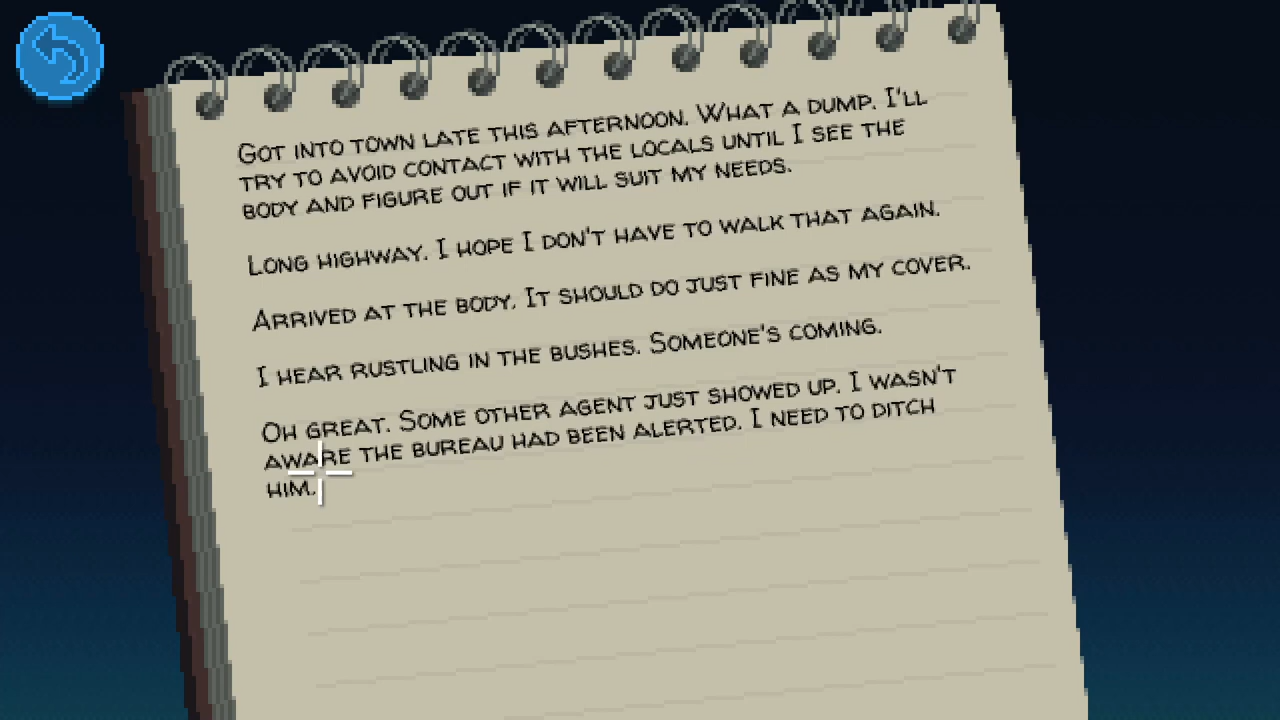 Got into town late this afternoon. What a dump. I'll
try to avoid contact with the locals until I see the
body and figure out if it will suit my needs.
Long highway. I hope I don't have to walk that again.
Arrived at the body. It should do just fine as my cover.
I hear rustling in the bushes. Someone's coming.
Oh great. Some other agent just showed up. I wasn't
aware the bureau had been alerted. I need to ditch
him.